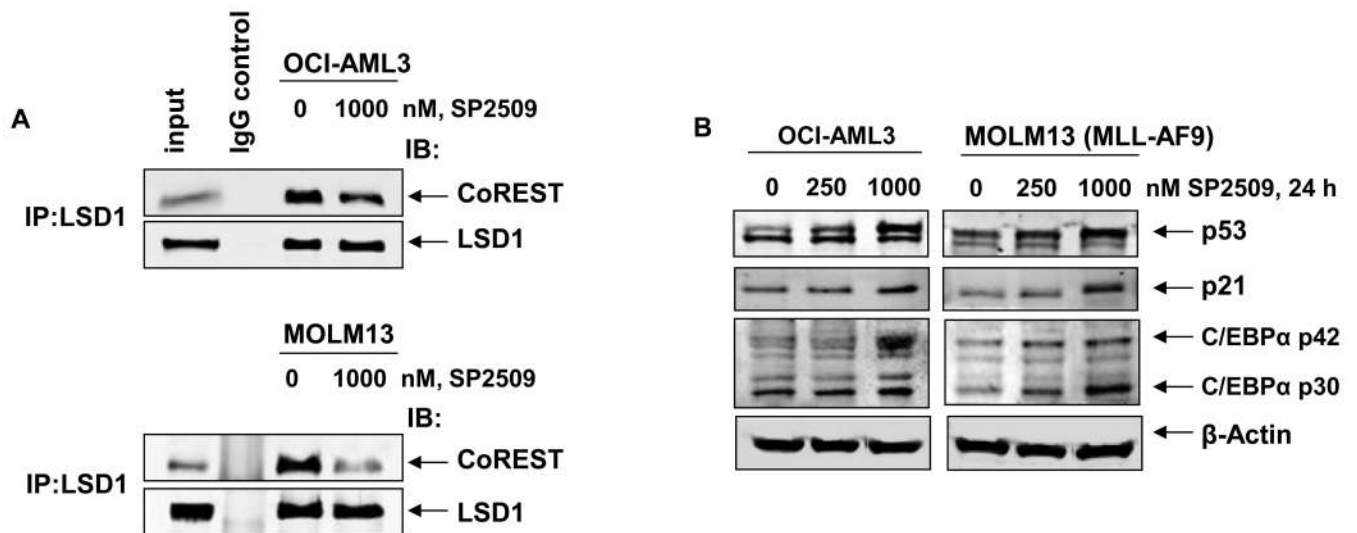 A
input
IgG control
OCI-AML3
0 1000 nM, SP2509
IB:
IP:LSD1
CoREST
LSD1
MOLM13
0 1000 nM, SP2509
IB:
IP:LSD1
CoREST
LSD1
B
OCI-AML3 MOLM13 (MLL-AF9)
0 250 1000 0 250 1000 nM SP2509, 24 h
p53
p21
C/EBPα p42
C/EBPα p30
β-Actin